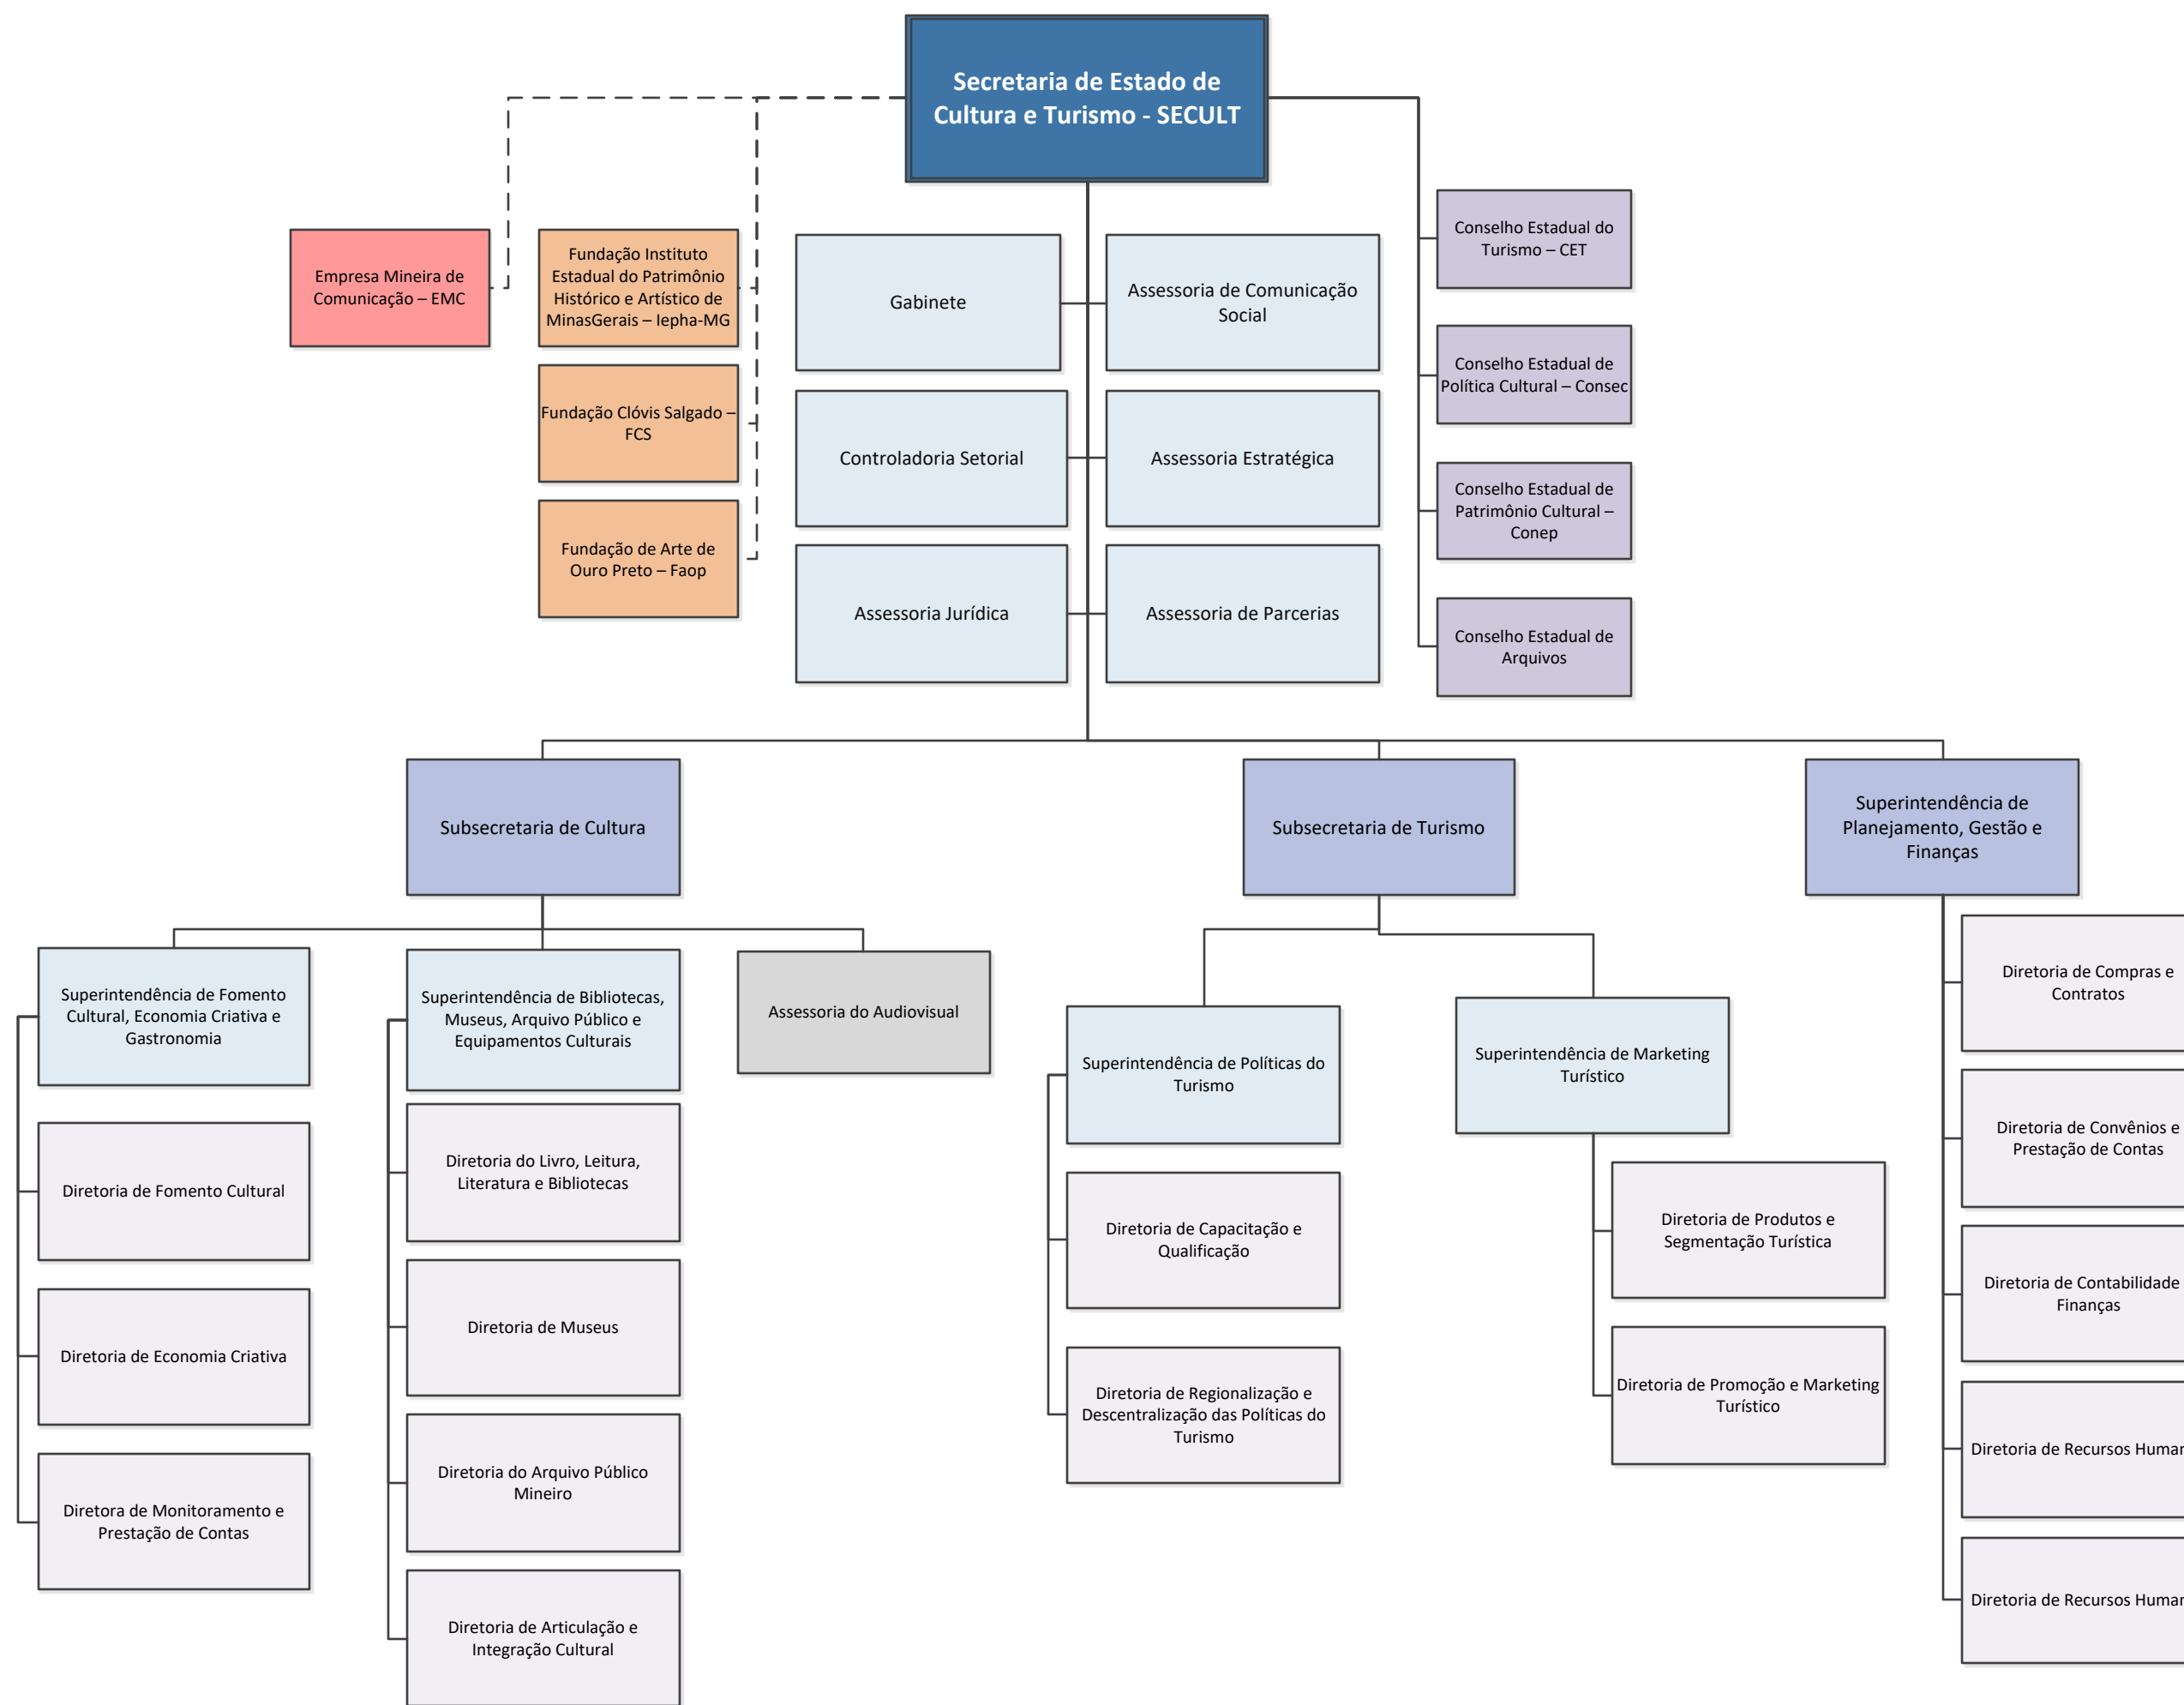 Secretaria de Estado de
Cultura e Turismo - SECULT
Empresa Mineira de
Comunicação – EMC
Fundação Instituto
Estadual do Patrimônio
Histórico e Artístico de
MinasGerais – Iepha-MG
Fundação Clóvis Salgado –
FCS
Fundação de Arte de
Ouro Preto – Faop
Gabinete
Assessoria de Comunicação
Social
Controladoria Setorial
Assessoria Estratégica
Assessoria Jurídica
Assessoria de Parcerias
Conselho Estadual do
Turismo – CET
Conselho Estadual de
Política Cultural – Consec
Conselho Estadual de
Patrimônio Cultural –
Conep
Conselho Estadual de
Arquivos
Subsecretaria de Cultura
Subsecretaria de Turismo
Superintendência de
Planejamento, Gestão e
Finanças
Superintendência de Fomento
Cultural, Economia Criativa e
Gastronomia
Diretoria de Fomento Cultural
Diretoria de Economia Criativa
Diretora de Monitoramento e
Prestação de Contas
Superintendência de Bibliotecas,
Museus, Arquivo Público e
Equipamentos Culturais
Diretoria do Livro, Leitura,
Literatura e Bibliotecas
Diretoria de Museus
Diretoria do Arquivo Público
Mineiro
Diretoria de Articulação e
Integração Cultural
Assessoria do Audiovisual
Superintendência de Políticas do
Turismo
Diretoria de Capacitação e
Qualificação
Diretoria de Regionalização e
Descentralização das Políticas do
Turismo
Superintendência de Marketing
Turístico
Diretoria de Produtos e
Segmentação Turística
Diretoria de Promoção e Marketing
Turístico
Diretoria de Compras e
Contratos
Diretoria de Convênios e
Prestação de Contas
Diretoria de Contabilidade
Finanças
Diretoria de Recursos
Diretoria de Recursos